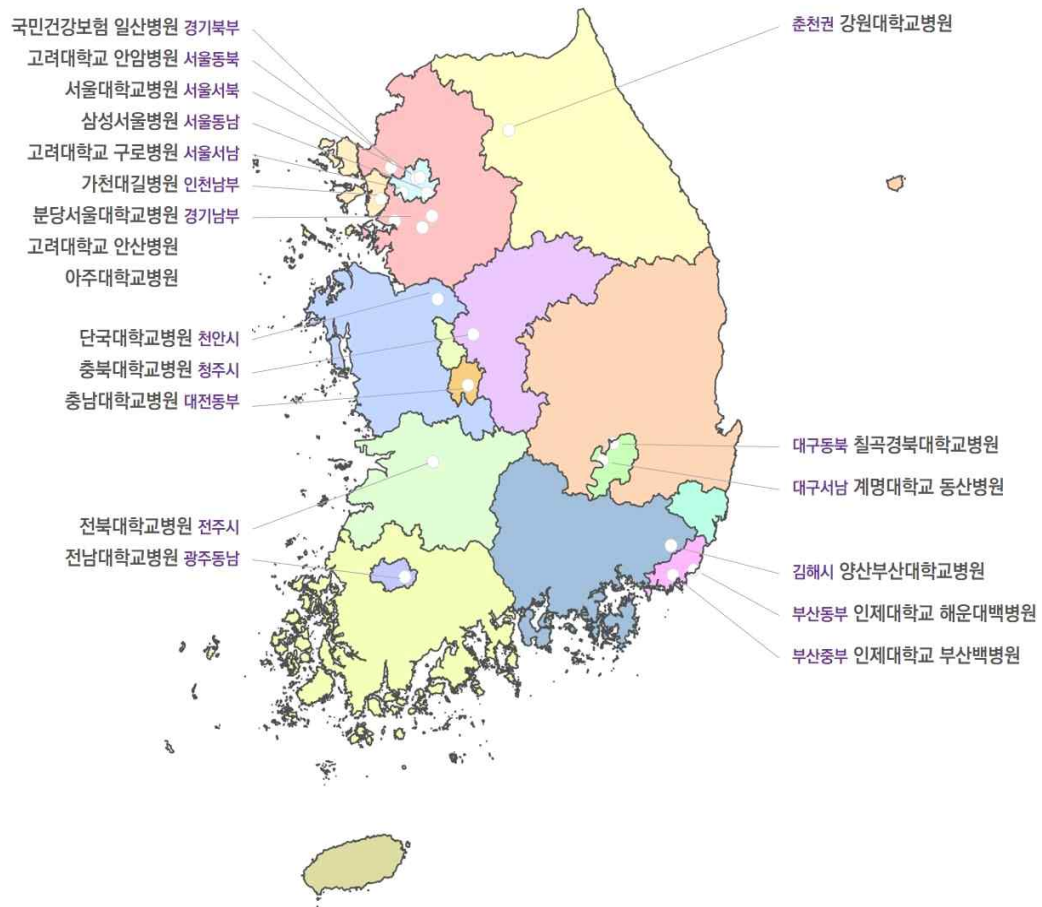 국민건강보험 일산병원 경기북부
고려대학교 안암병원 서울동북
서울대학교병원 서울서북
삼성서울병원 서울동남
고려대학교 구로병원 서울서남
가천대길병원 인천남부
분당서울대학교병원 경기남부
고려대학교 안산병원
아주대학교병원
단국대학교병원 천안시
충북대학교병원 청주시
충남대학교병원 대전동부
전북대학교병원 전주시
전남대학교병원 광주동남
춘천권 강원대학교병원
대구동북 칠곡경북대학교병원
대구서남 계명대학교 동산병원
김해시 양산부산대학교병원
부산동부 인제대학교 해운대백병원
부산중부 인제대학교 부산백병원